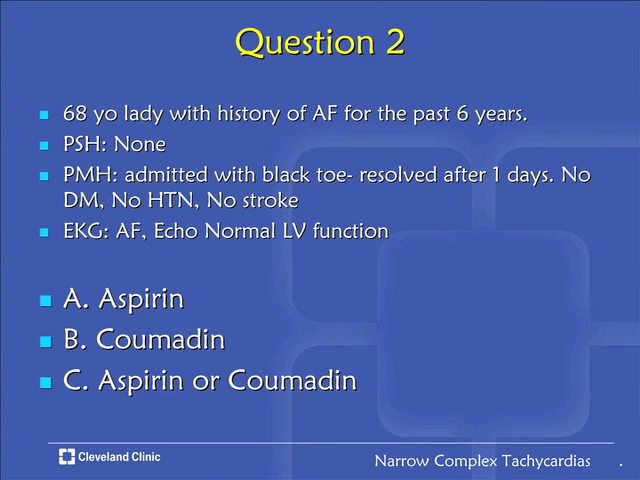 Question 2
68 yo lady with history of AF for the past 6 years.
PSH: None
PMH: admitted with black toe- resolved after 1 days. No
DM, No HTN, No stroke
EKG: AF, Echo Normal LV function
A. Aspirin
B. Coumadin
C. Aspirin or Coumadin
Cleveland Clinic
Narrow Complex Tachycardias .